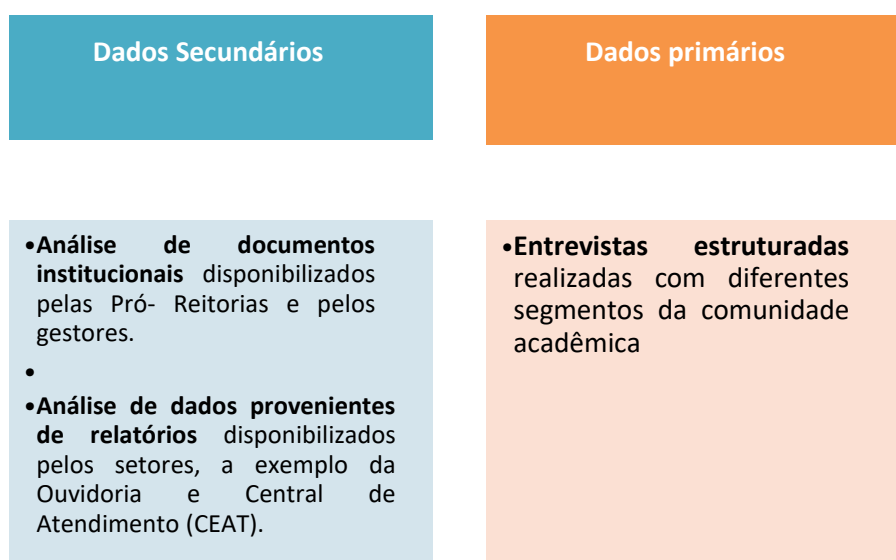 Dados Secundários
•Análise de documentos
institucionais disponibilizados
pelas Pró- Reitorias e pelos
gestores.
•
•Análise de dados provenientes
de relatórios disponibilizados
pelos setores, a exemplo da
Ouvidoria e Central de
Atendimento (CEAT).
Dados primários
•Entrevistas estruturadas
realizadas com diferentes
segmentos da comunidade
acadêmica